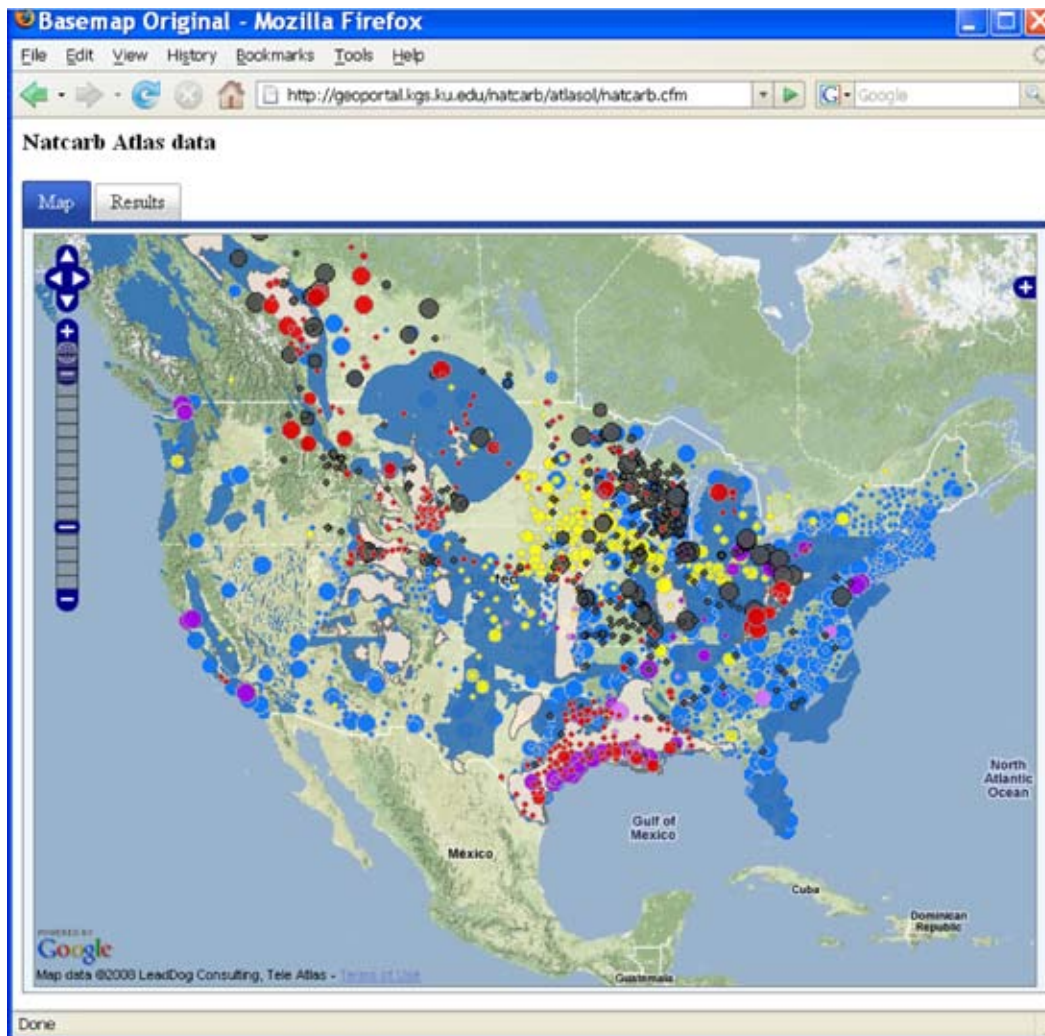 Basemap Original - Mozilla Firefox
File Edit View History Bookmarks Tools Help
http://geoportal.kgs.ku.edu/natcarb/atlasol/natcarb.cfm
G Google
Natcarb Atlas data
Map Results
North
Atlantic
Ocean
Gulf of
Mexico
México
Cuba
Dominican
Republic
Guatemala
POWERED BY
Google
Map data ©2008 LeadDog Consulting, Tele Atlas - Terms of Use
Done